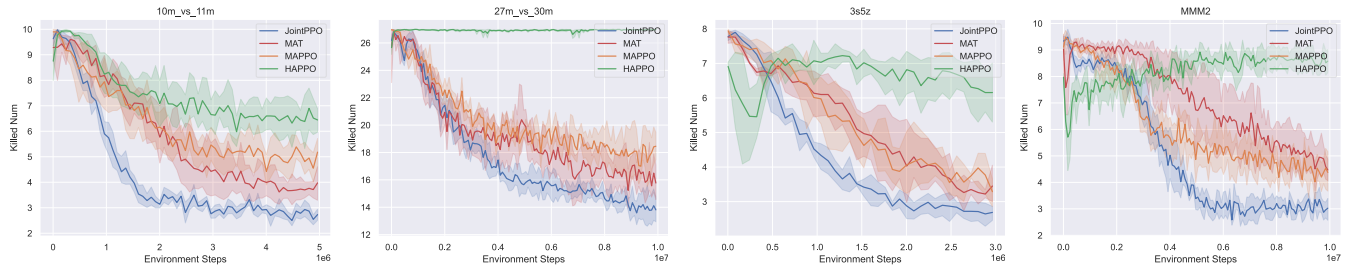 10m_vs_11m
Killed Num
10
9
8
7
6
5
4
3
2
JointPPO
MAT
MAPPO
HAPPO
0
1
2
3
4
5
1e6
Environment Steps
27m_vs_30m
Killed Num
26
24
22
20
18
16
14
12
JointPPO
MAT
MAPPO
HAPPO
0.0
0.2
0.4
0.6
0.8
1.0
1e7
Environment Steps
3s5z
Killed Num
8
7
6
5
4
3
JointPPO
MAT
MAPPO
HAPPO
0.0
0.5
1.0
1.5
2.0
2.5
3.0
1e6
Environment Steps
MMM2
Killed Num
10
9
8
7
6
5
4
3
2
JointPPO
MAT
MAPPO
HAPPO
0.0
0.2
0.4
0.6
0.8
1.0
1e7
Environment Steps